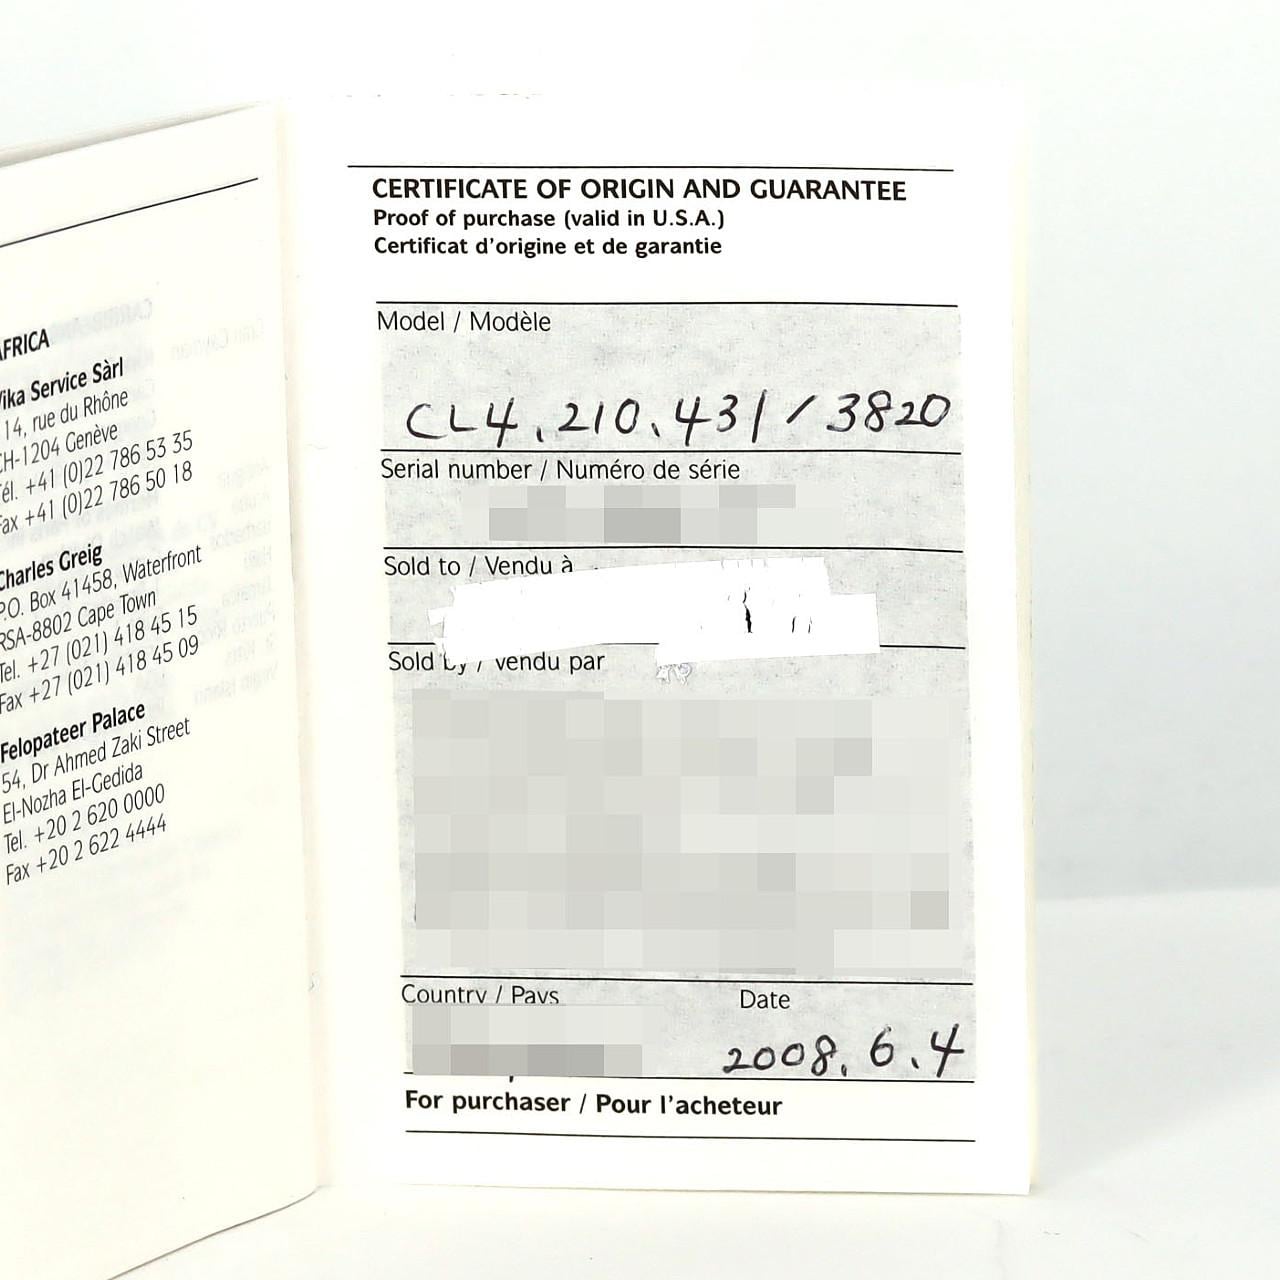 AFRICA
14, rue du Rhône
CH-1204 Genève
Tél. +41 (0)22 786 53 35
Fax +41 (0)22 786 50 18
Charles Greig
P.O. Box 41458, Waterfront
RSA-8802 Cape Town
Tel. +27 (021) 418 45 15
Fax +27 (021) 418 45 09
Felopateer Palace
54, Dr Ahmed Zaki Street
El-Nozha El-Gedida
Tel. +20 2 620 0000
Fax +20 2 622 4444
CERTIFICATE OF ORIGIN AND GUARANTEE
Proof of purchase (valid in U.S.A.)
Certificat d'origine et de garantie
Model / Modèle
CL4.210.431/3820
Serial number / Numéro de série
Sold to / Vendu à
Sold by / Vendu par
Country / Pays
Date
2008.6.4
For purchaser / Pour l'acheteur